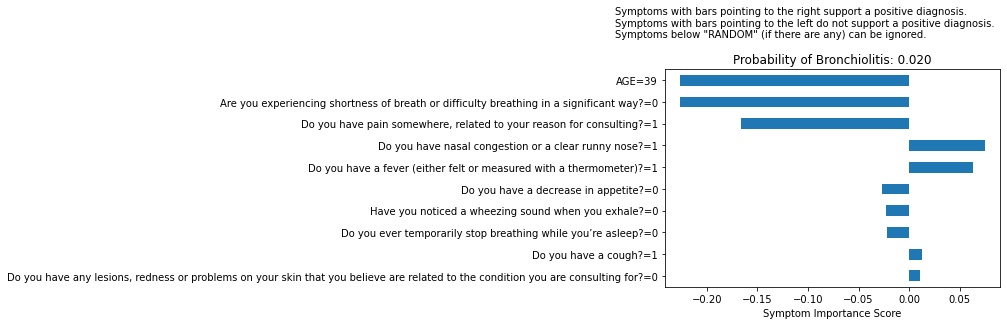 Symptoms with bars pointing to the right support a positive diagnosis.
Symptoms with bars pointing to the left do not support a positive diagnosis.
Symptoms below "RANDOM" (if there are any) can be ignored.
Probability of Bronchiolitis: 0.020
AGE=39
Are you experiencing shortness of breath or difficulty breathing in a significant way?=0
Do you have pain somewhere, related to your reason for consulting?=1
Do you have nasal congestion or a clear runny nose?=1
Do you have a fever (either felt or measured with a thermometer)?=1
Do you have a decrease in appetite?=0
Have you noticed a wheezing sound when you exhale?=0
Do you ever temporarily stop breathing while you’re asleep?=0
Do you have a cough?=1
Do you have any lesions, redness or problems on your skin that you believe are related to the condition you are consulting for?=0
−0.20 −0.15 −0.10 −0.05 0.00 0.05
Symptom Importance Score